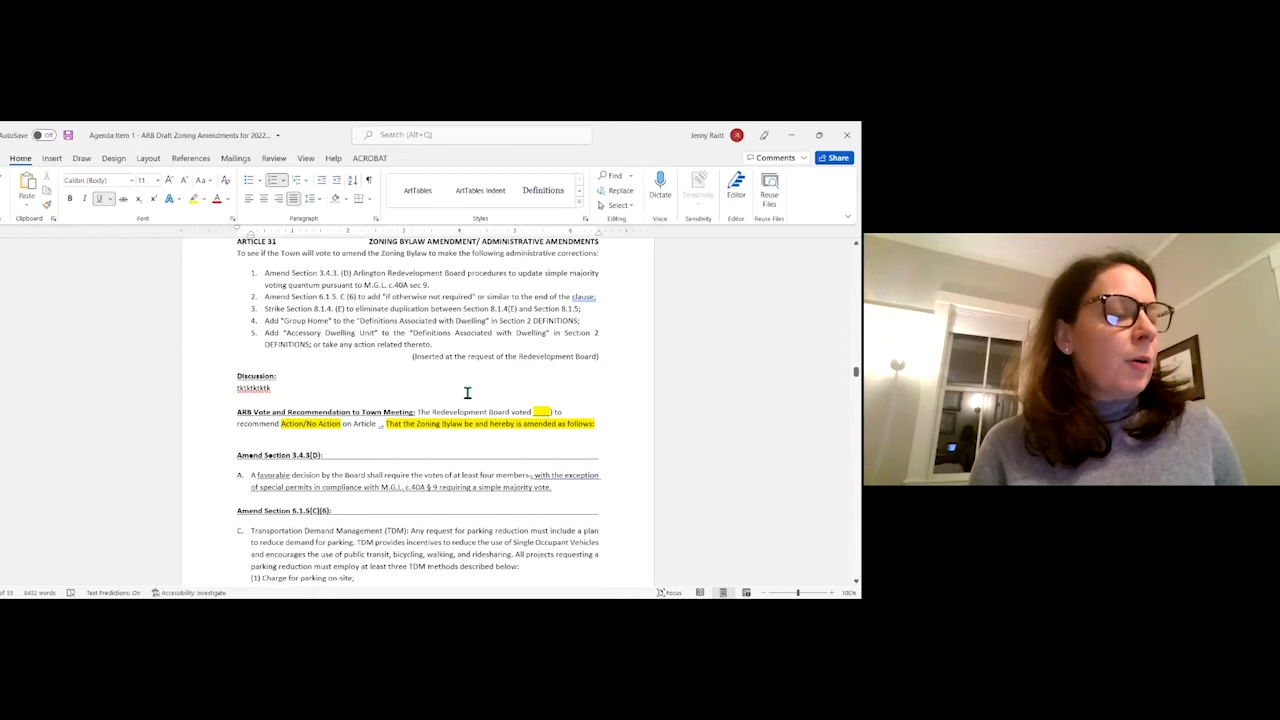 AutoSave Off Agenda Item 1 - ARB Draft Zoning Amendments for 2022... Search (Alt+Q) Jenny Raitt JR
Home Insert Draw Design Layout References Mailings Review View Help ACROBAT Comments Share
Paste Calibri (Body) 11 ArtTables ArtTables Indent Definitions Find Replace Select Dictate Sensitivity Editor Reuse Files
Clipboard Font Paragraph Styles Editing Voice Sensitivity Editor Reuse Files
ARTICLE 31 ZONING BYLAW AMENDMENT/ ADMINISTRATIVE AMENDMENTS
To see if the Town will vote to amend the Zoning Bylaw to make the following administrative corrections:
1. Amend Section 3.4.3. (D) Arlington Redevelopment Board procedures to update simple majority
voting quantum pursuant to M.G.L. c.40A sec 9.
2. Amend Section 6.1.5. C (6) to add "if otherwise not required" or similar to the end of the clause;
3. Strike Section 8.1.4. (E) to eliminate duplication between Section 8.1.4(E) and Section 8.1.5;
4. Add "Group Home" to the "Definitions Associated with Dwelling" in Section 2 DEFINITIONS;
5. Add "Accessory Dwelling Unit" to the "Definitions Associated with Dwelling" in Section 2
DEFINITIONS; or take any action related thereto.
(Inserted at the request of the Redevelopment Board)
Discussion:
tktktktktk
ARB Vote and Recommendation to Town Meeting: The Redevelopment Board voted ____) to
recommend Action/No Action on Article _. That the Zoning Bylaw be and hereby is amended as follows:
Amend Section 3.4.3(D):
A. A favorable decision by the Board shall require the votes of at least four members., with the exception
of special permits in compliance with M.G.L. c.40A § 9 requiring a simple majority vote.
Amend Section 6.1.5(C)(6):
C. Transportation Demand Management (TDM): Any request for parking reduction must include a plan
to reduce demand for parking. TDM provides incentives to reduce the use of Single Occupant Vehicles
and encourages the use of public transit, bicycling, walking, and ridesharing. All projects requesting a
parking reduction must employ at least three TDM methods described below:
(1) Charge for parking on-site;
of 33 8432 words Text Predictions: On Accessibility: Investigate Focus 100%